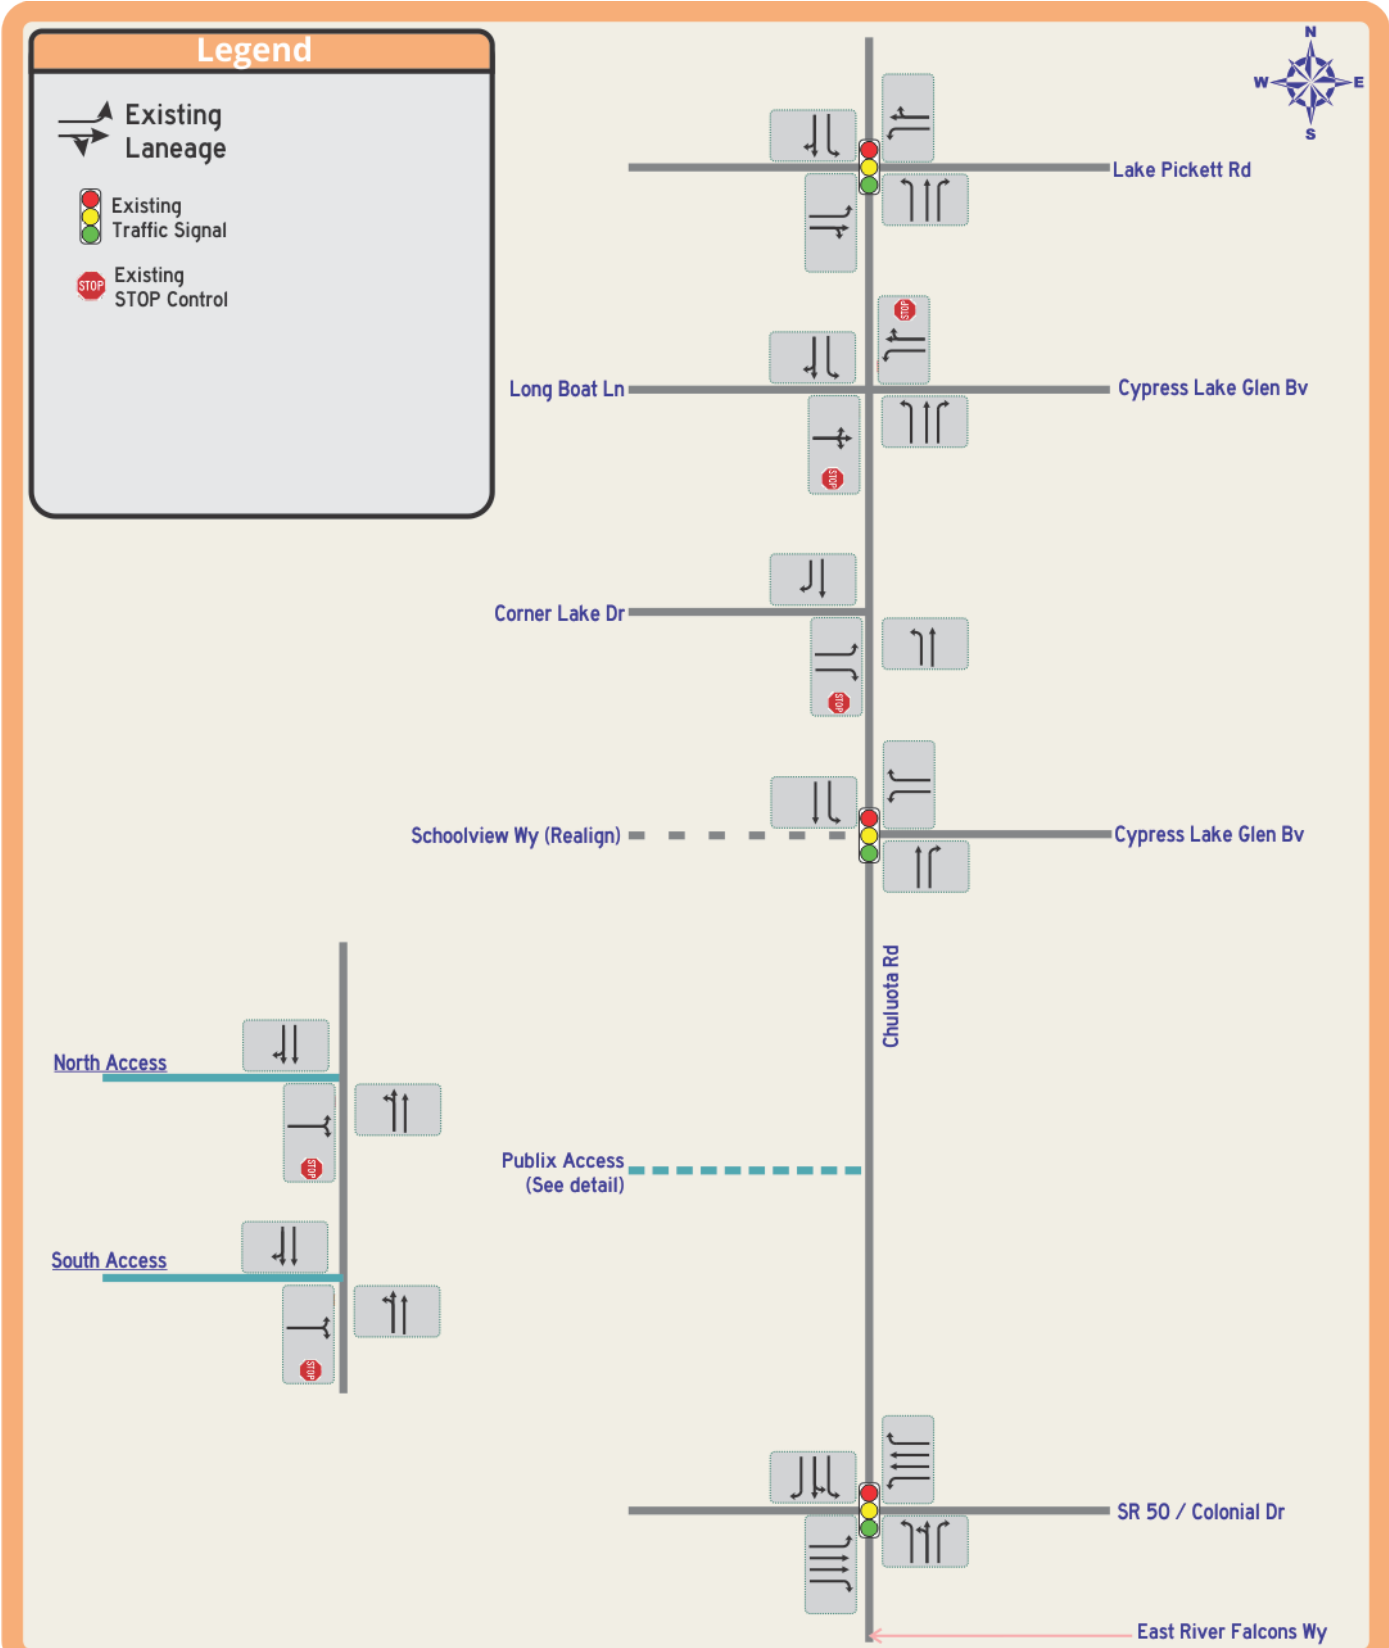 Legend
Existing
Laneage
Existing
Traffic Signal
STOP
Existing
STOP Control
N
W
E
S
Lake Pickett Rd
STOP
Long Boat Ln
Cypress Lake Glen Bv
STOP
Corner Lake Dr
STOP
Schoolview Wy (Realign)
Cypress Lake Glen Bv
Chuluota Rd
North Access
STOP
Publix Access
(See detail)
South Access
STOP
SR 50 / Colonial Dr
East River Falcons Wy